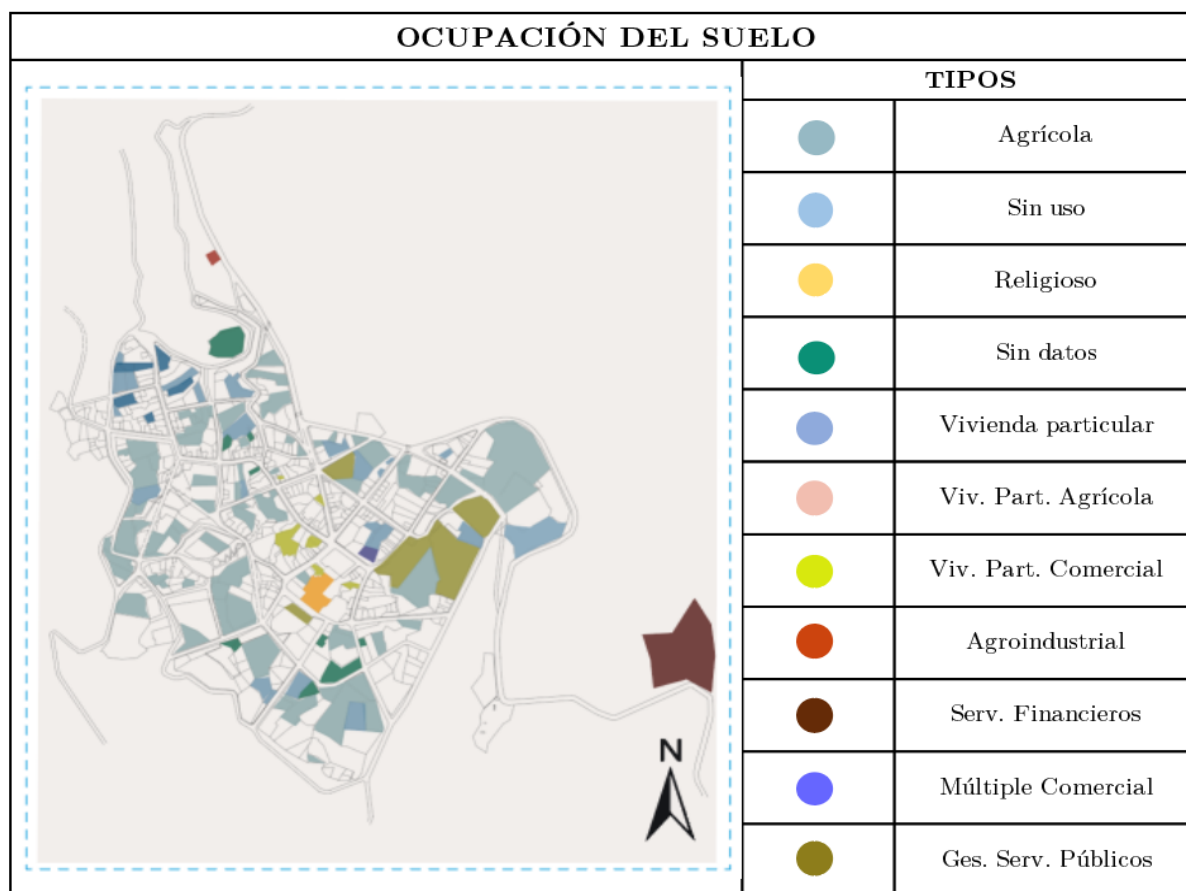 OCUPACIÓN DEL SUELO
TIPOS
Agrícola
Sin uso
Religioso
Sin datos
Vivienda particular
Viv. Part. Agrícola
Viv. Part. Comercial
Agroindustrial
Serv. Financieros
Múltiple Comercial
Ges. Serv. Públicos
N